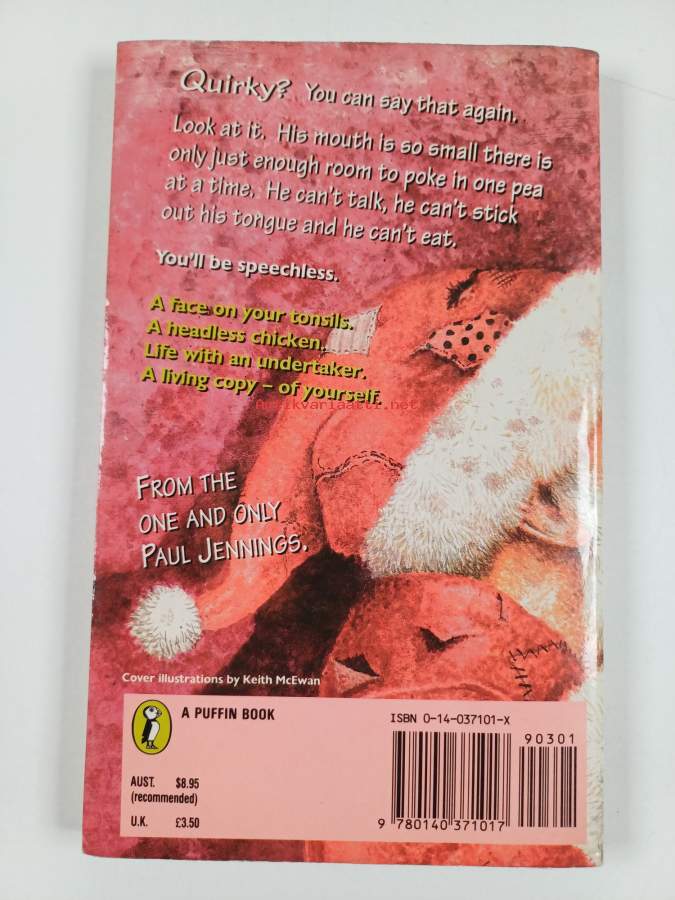 Quirky? You can say that again.
Look at it. His mouth is so small there is
only just enough room to poke in one pea
at a time. He can't talk, he can't stick
out his tongue and he can't eat.
You'll be speechless.
A face on your tonsils.
A headless chicken.
Life with an undertaker.
A living copy – of yourself.
Antikvariaatti.net
FROM THE
ONE AND ONLY
PAUL JENNINGS.
Cover illustrations by Keith McEwan
A PUFFIN BOOK
AUST. $8.95
(recommended)
U.K. £3.50
ISBN 0-14-037101-X
90301
9 780140 371017